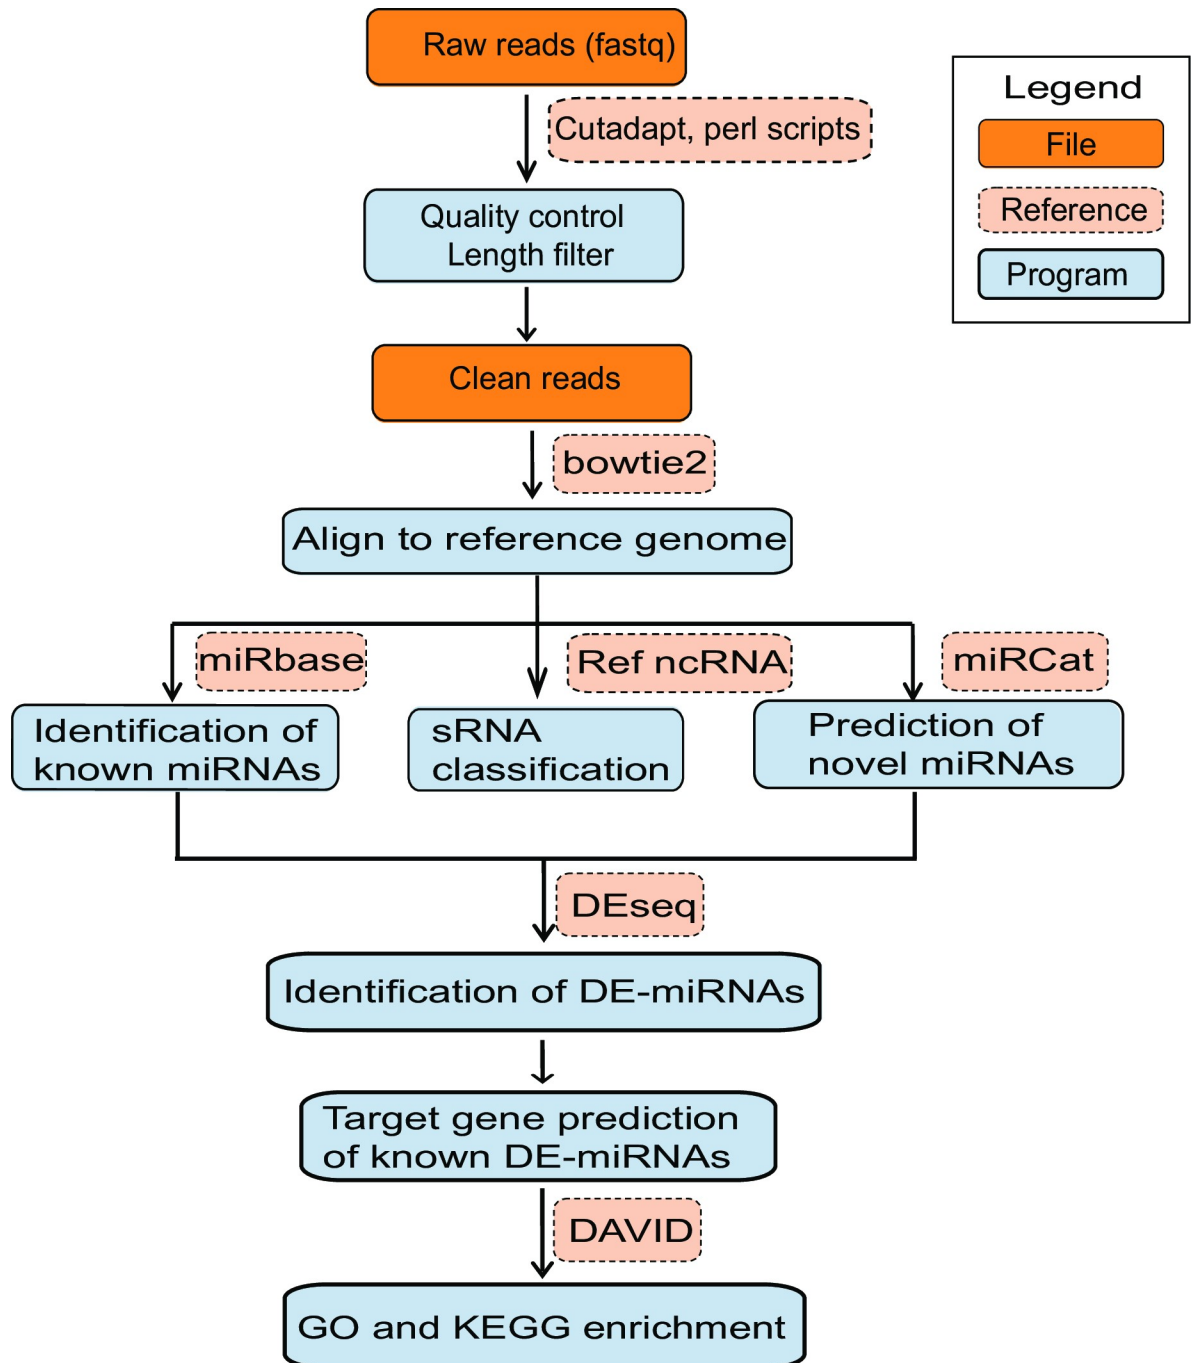 Raw reads (fastq)
Legend
File
Reference
Program
Cutadapt, perl scripts
Quality control
Length filter
Clean reads
bowtie2
Align to reference genome
miRbase
Ref ncRNA
miRCat
Identification of
known miRNAs
sRNA
classification
Prediction of
novel miRNAs
DEseq
Identification of DE-miRNAs
Target gene prediction
of known DE-miRNAs
DAVID
GO and KEGG enrichment